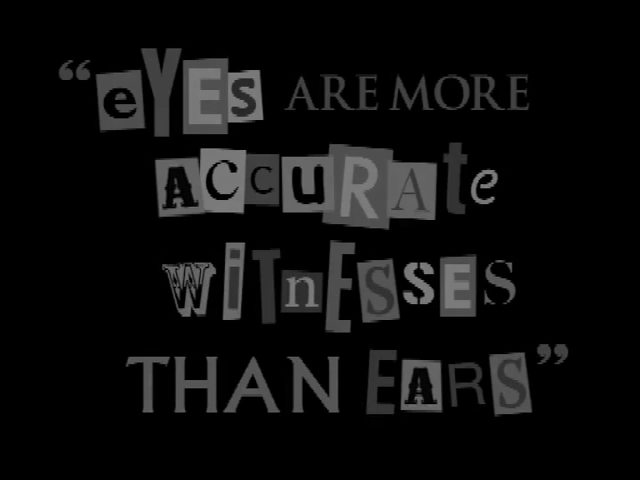 “eYES ARE MORE
ACCURAte
WiTnESSES
THAN EARS”